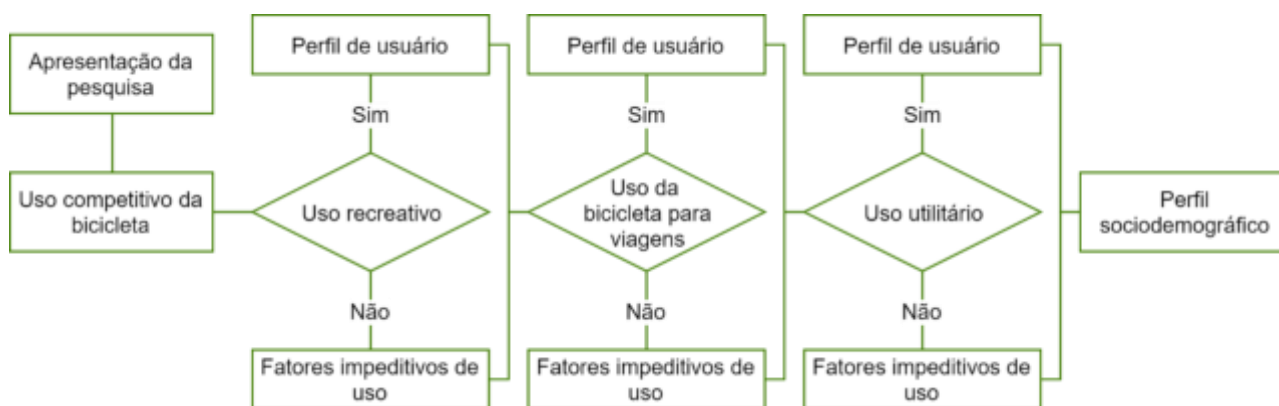 Apresentação da
pesquisa
Uso competitivo da
bicicleta
Perfil de usuário
Sim
Uso recreativo
Não
Fatores impeditivos de
uso
Perfil de usuário
Sim
Uso da
bicicleta para
viagens
Não
Fatores impeditivos de
uso
Perfil de usuário
Sim
Uso utilitário
Não
Fatores impeditivos de
uso
Perfil
sociodemográfico